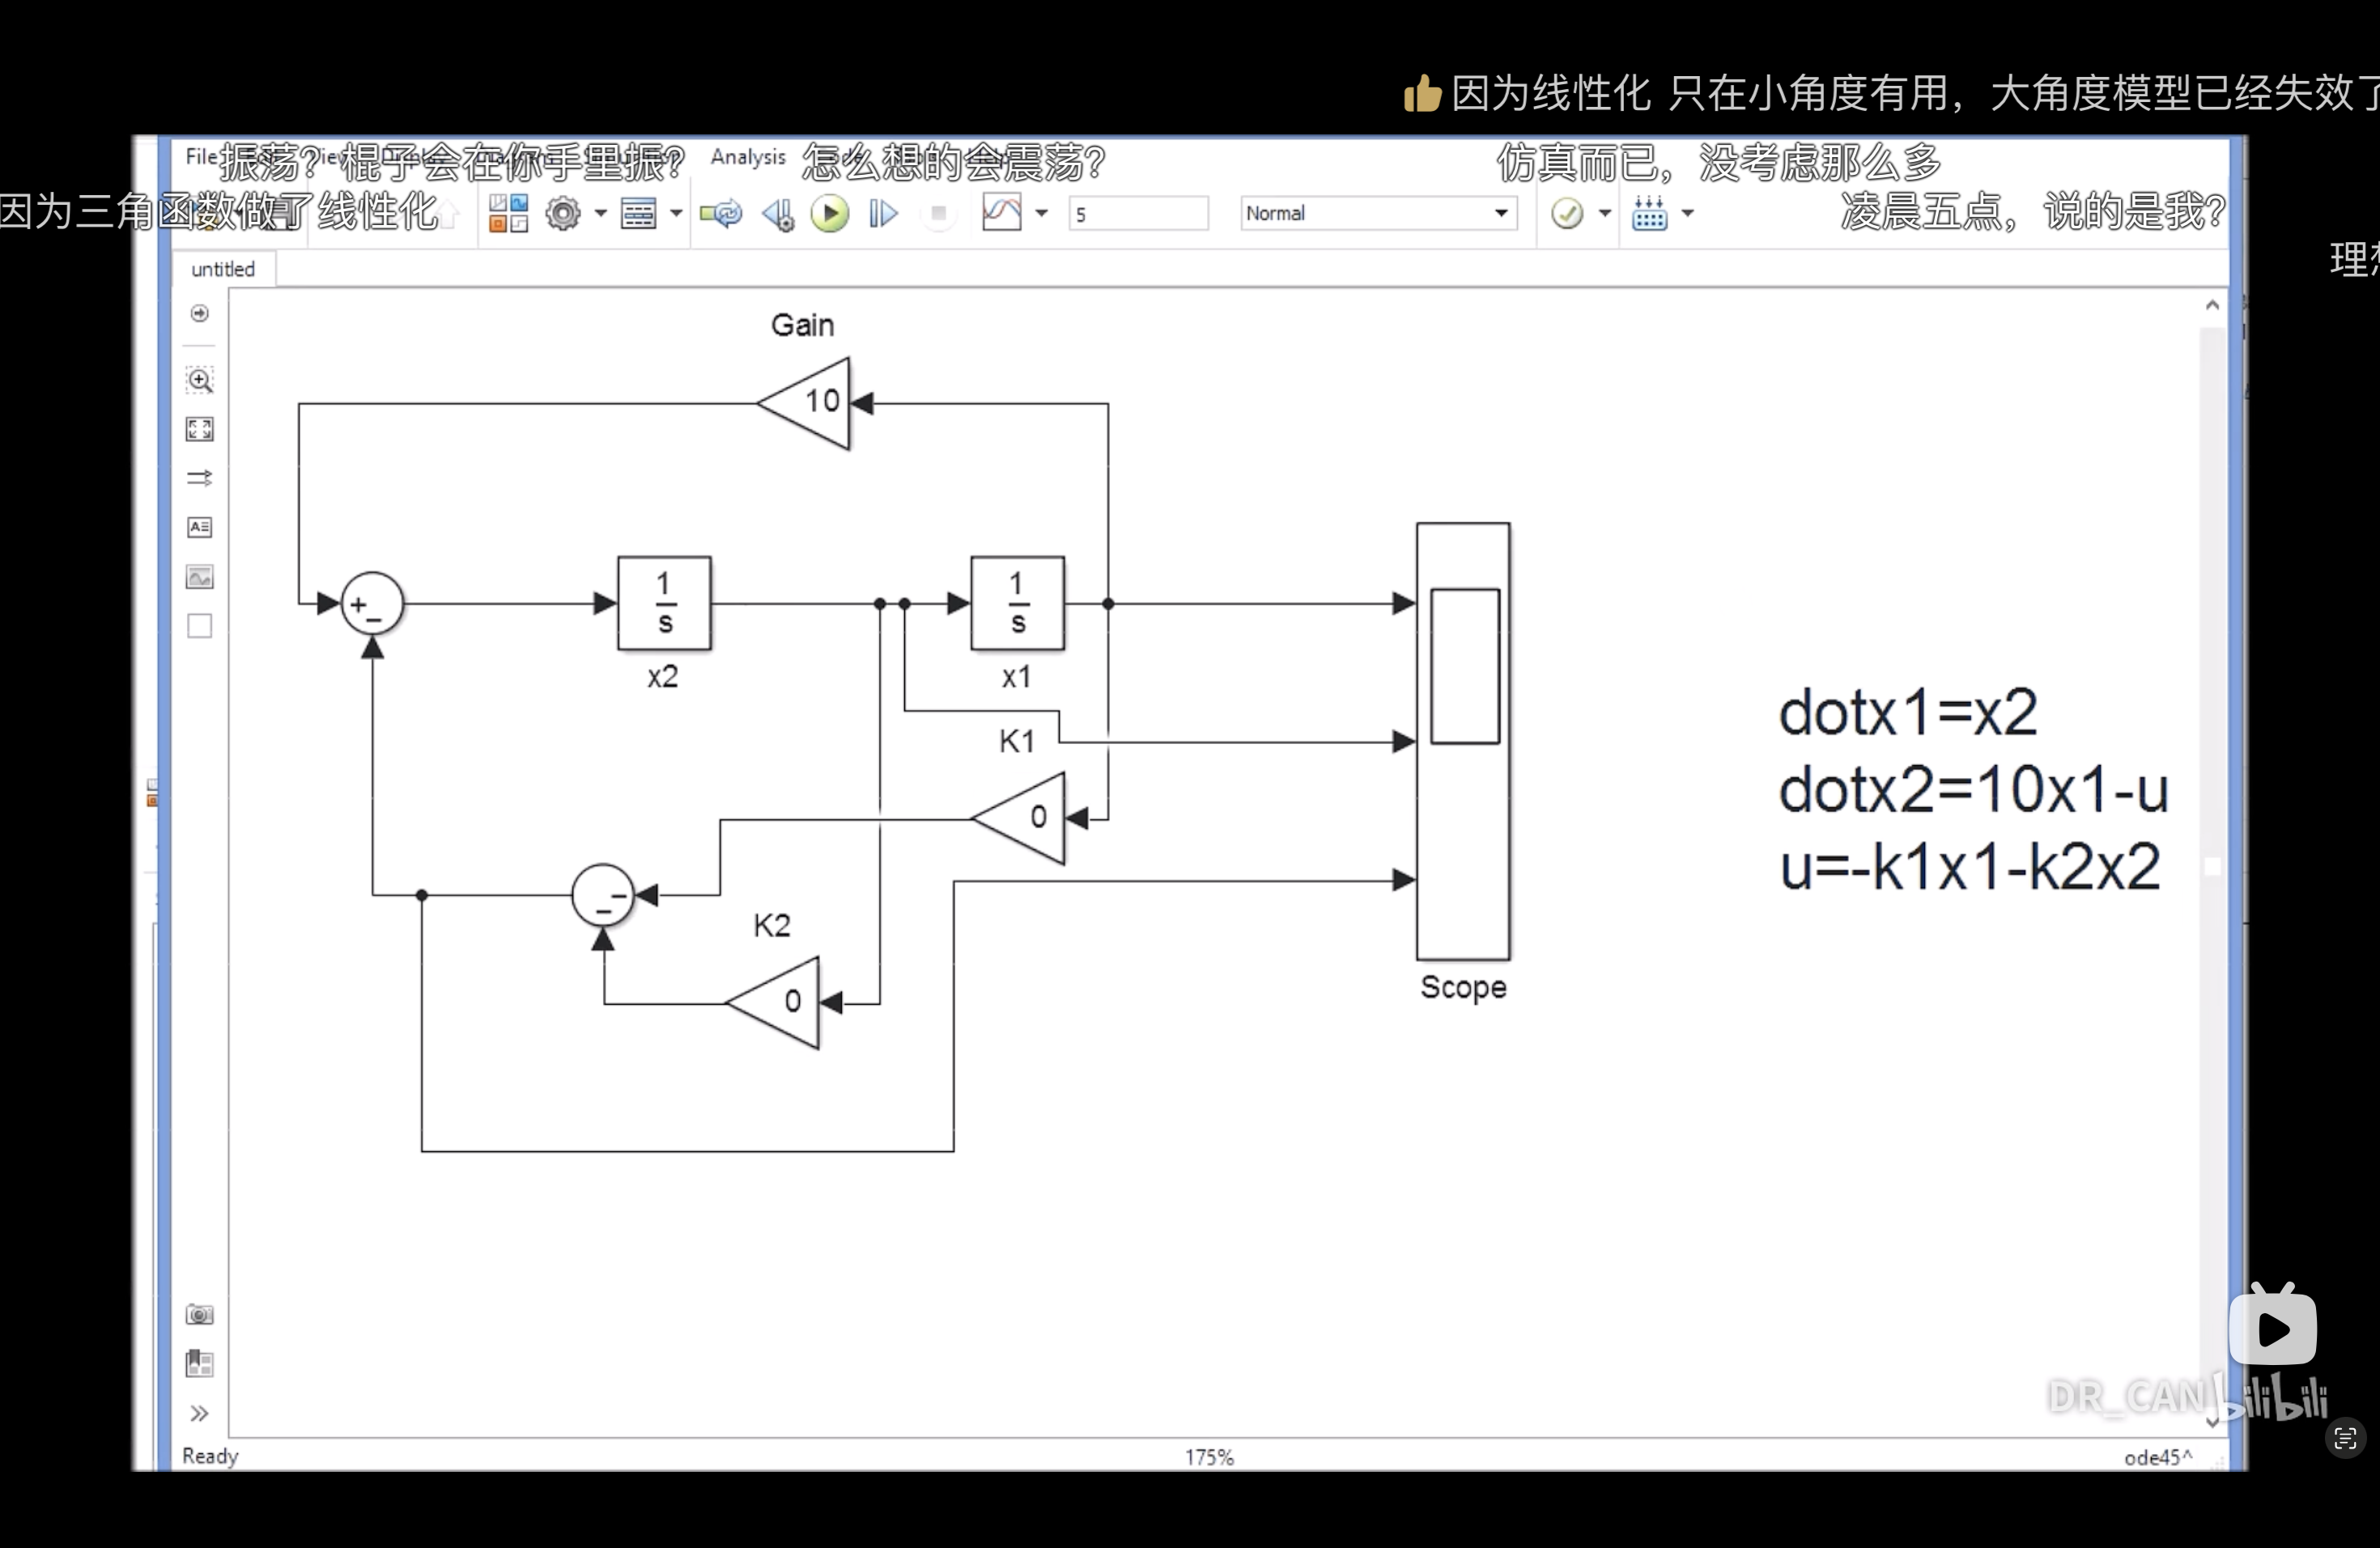 因为线性化 只在小角度有用，大角度模型已经失效了
File
振荡？棍子会在你手里振？
Analysis
怎么想的会震荡？
仿真而已，没考虑那么多
因为三角函数做了线性化
5
Normal
凌晨五点，说的是我？
理想
untitled
Gain
10
+
−
1
s
x2
1
s
x1
K1
0
dotx1=x2
dotx2=10x1-u
u=-k1x1-k2x2
−
−
K2
0
Scope
DR_CAN bilibili
Ready
175%
ode45^